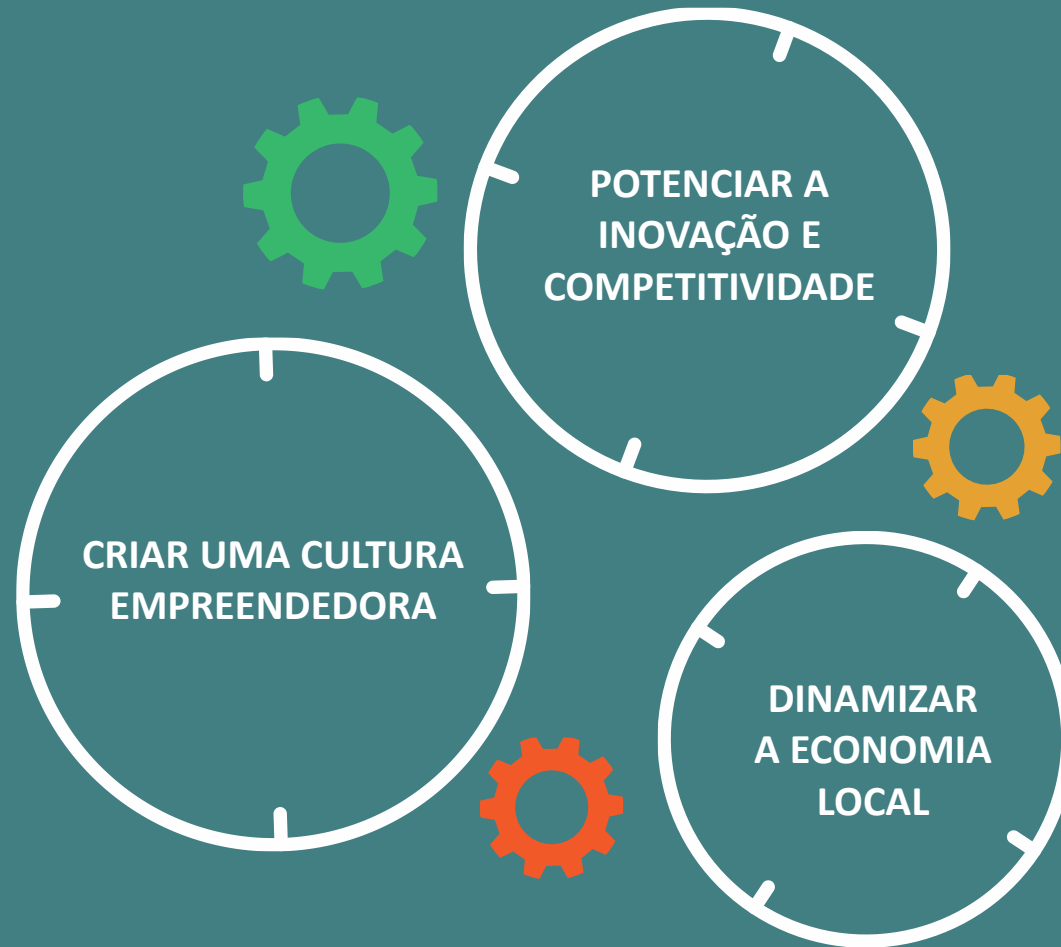 POTENCIAR A
INOVAÇÃO E
COMPETITIVIDADE
CRIAR UMA CULTURA
EMPREENDEDORA
DINAMIZAR
A ECONOMIA
LOCAL